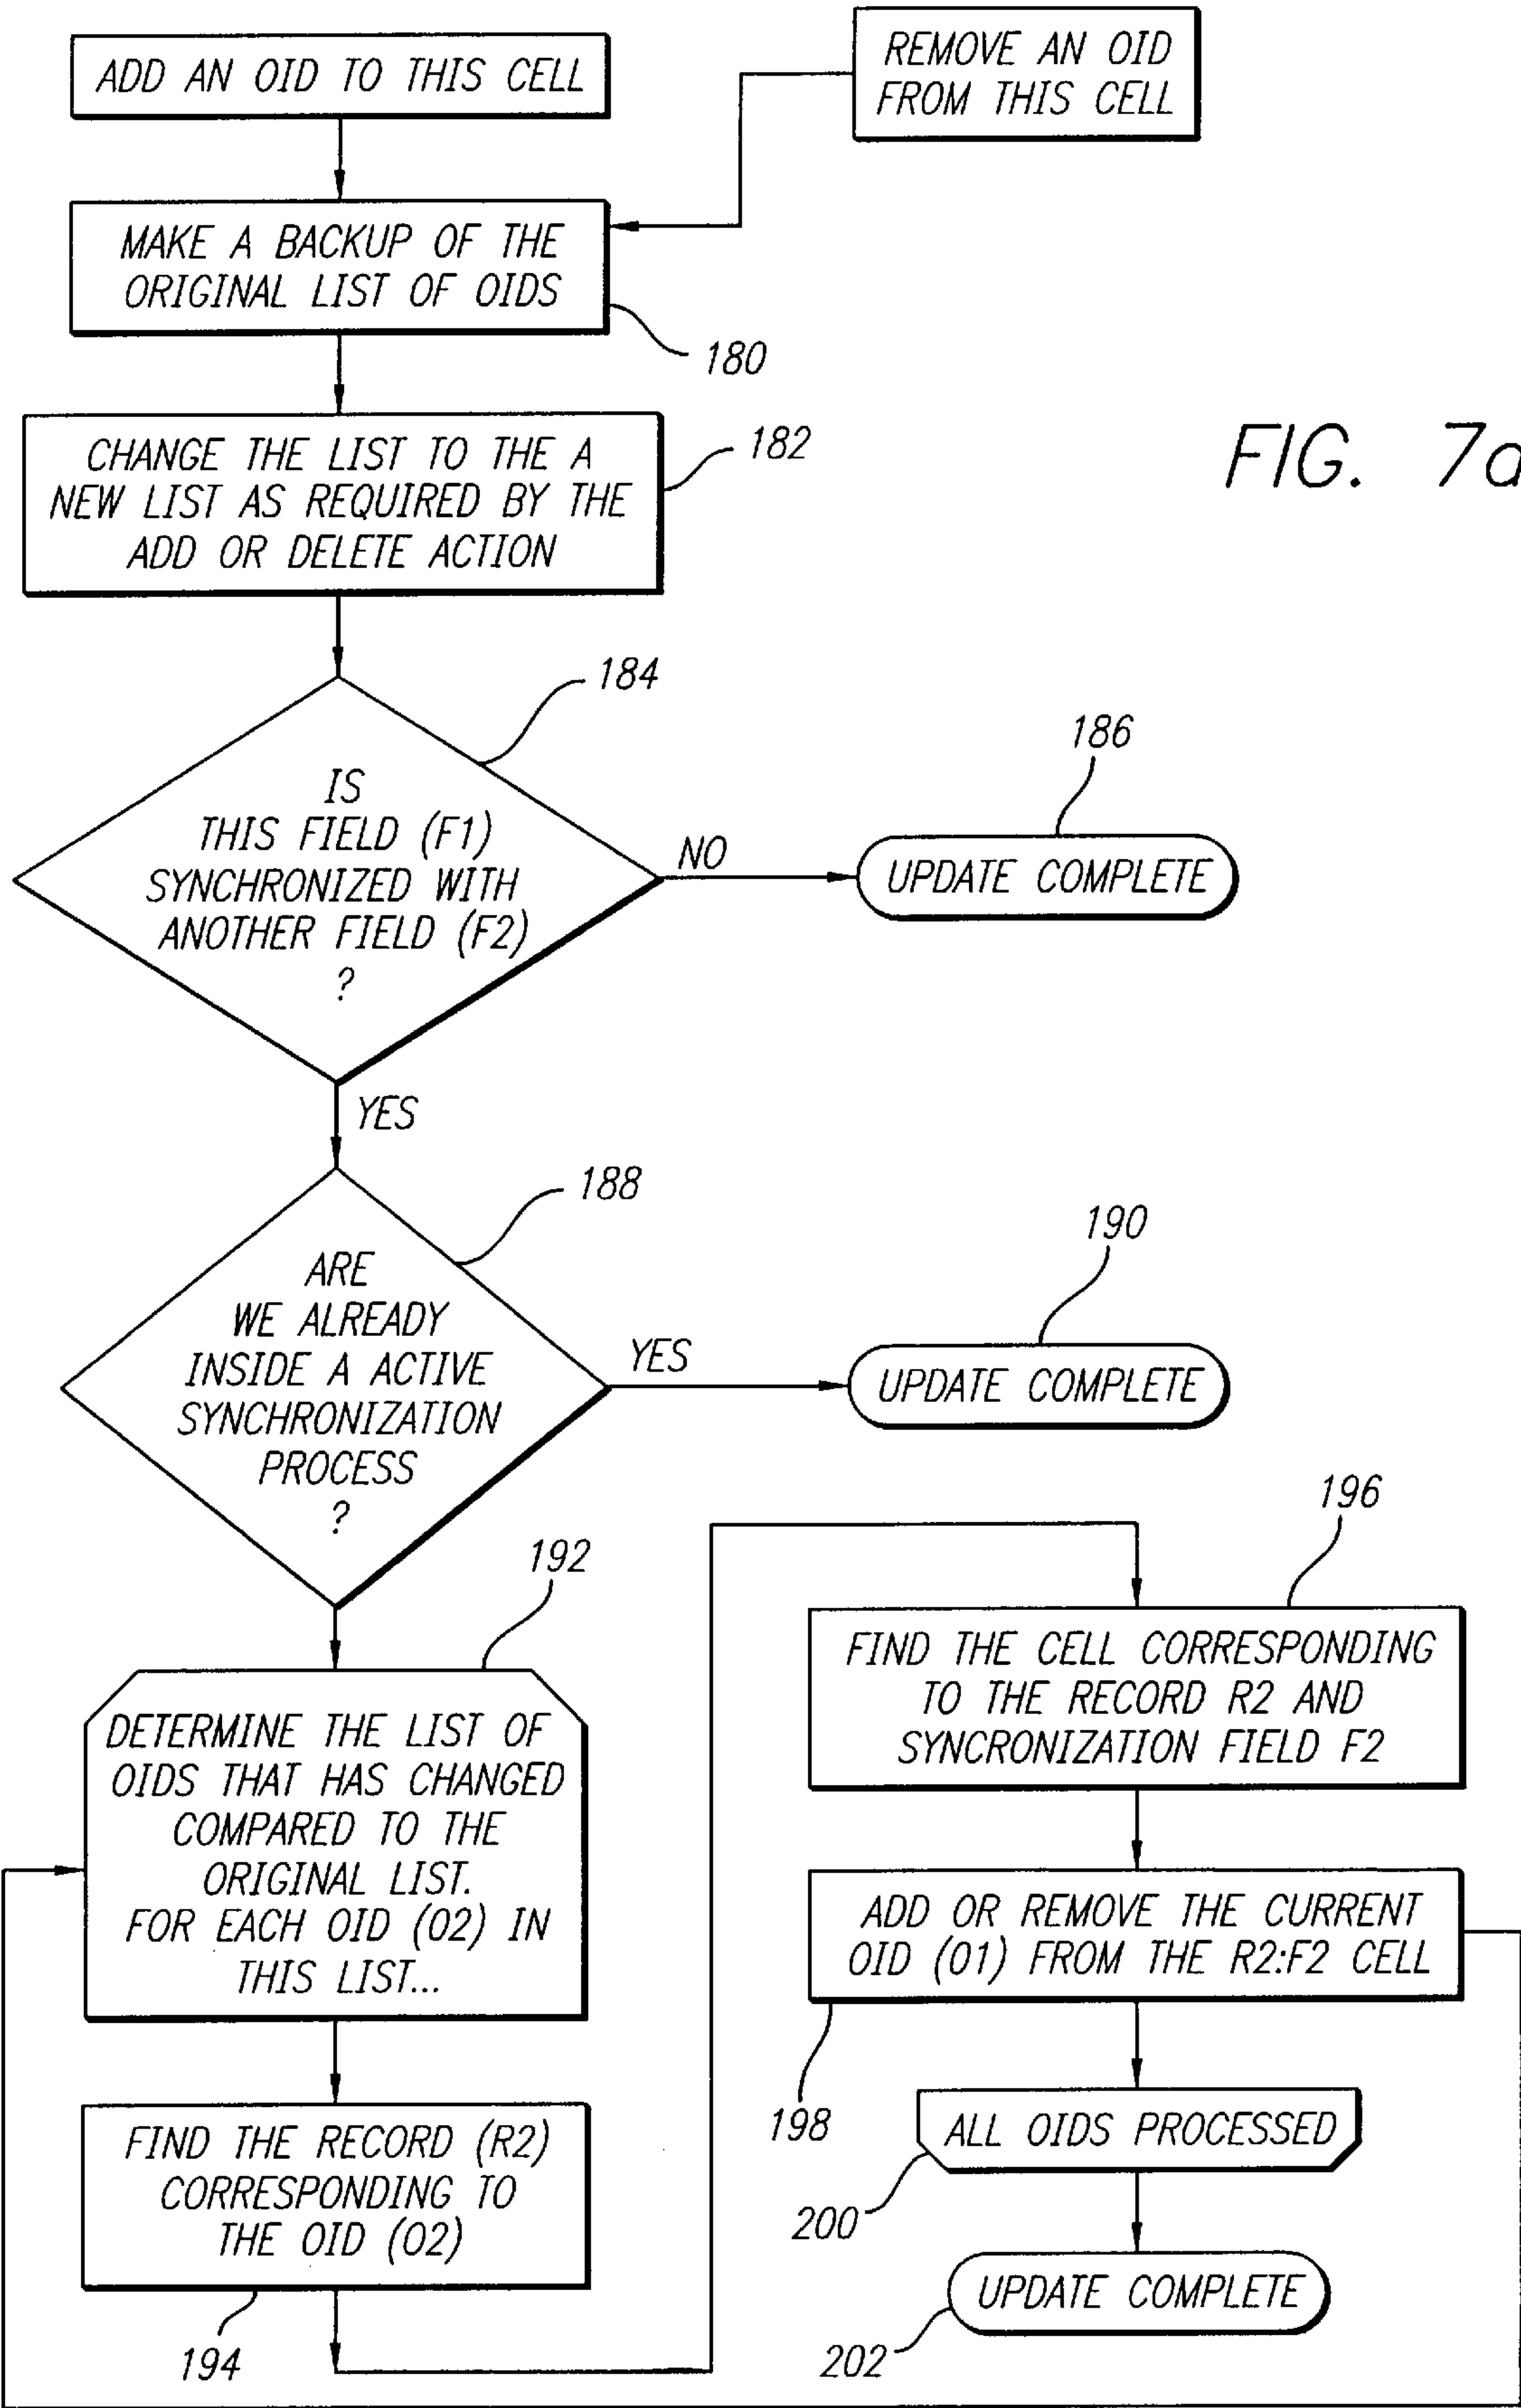 ADD AN OID TO THIS CELL
REMOVE AN OID
FROM THIS CELL
MAKE A BACKUP OF THE
ORIGINAL LIST OF OIDS
180
CHANGE THE LIST TO THE A
NEW LIST AS REQUIRED BY THE
ADD OR DELETE ACTION
182
FIG. 7a
184
IS
THIS FIELD (F1)
SYNCHRONIZED WITH
ANOTHER FIELD (F2)
?
NO
186
UPDATE COMPLETE
YES
188
ARE
WE ALREADY
INSIDE A ACTIVE
SYNCHRONIZATION
PROCESS
?
YES
190
UPDATE COMPLETE
192
DETERMINE THE LIST OF
OIDS THAT HAS CHANGED
COMPARED TO THE
ORIGINAL LIST.
FOR EACH OID (O2) IN
THIS LIST...
FIND THE RECORD (R2)
CORRESPONDING TO
THE OID (O2)
194
196
FIND THE CELL CORRESPONDING
TO THE RECORD R2 AND
SYNCRONIZATION FIELD F2
ADD OR REMOVE THE CURRENT
OID (O1) FROM THE R2:F2 CELL
198
ALL OIDS PROCESSED
200
UPDATE COMPLETE
202